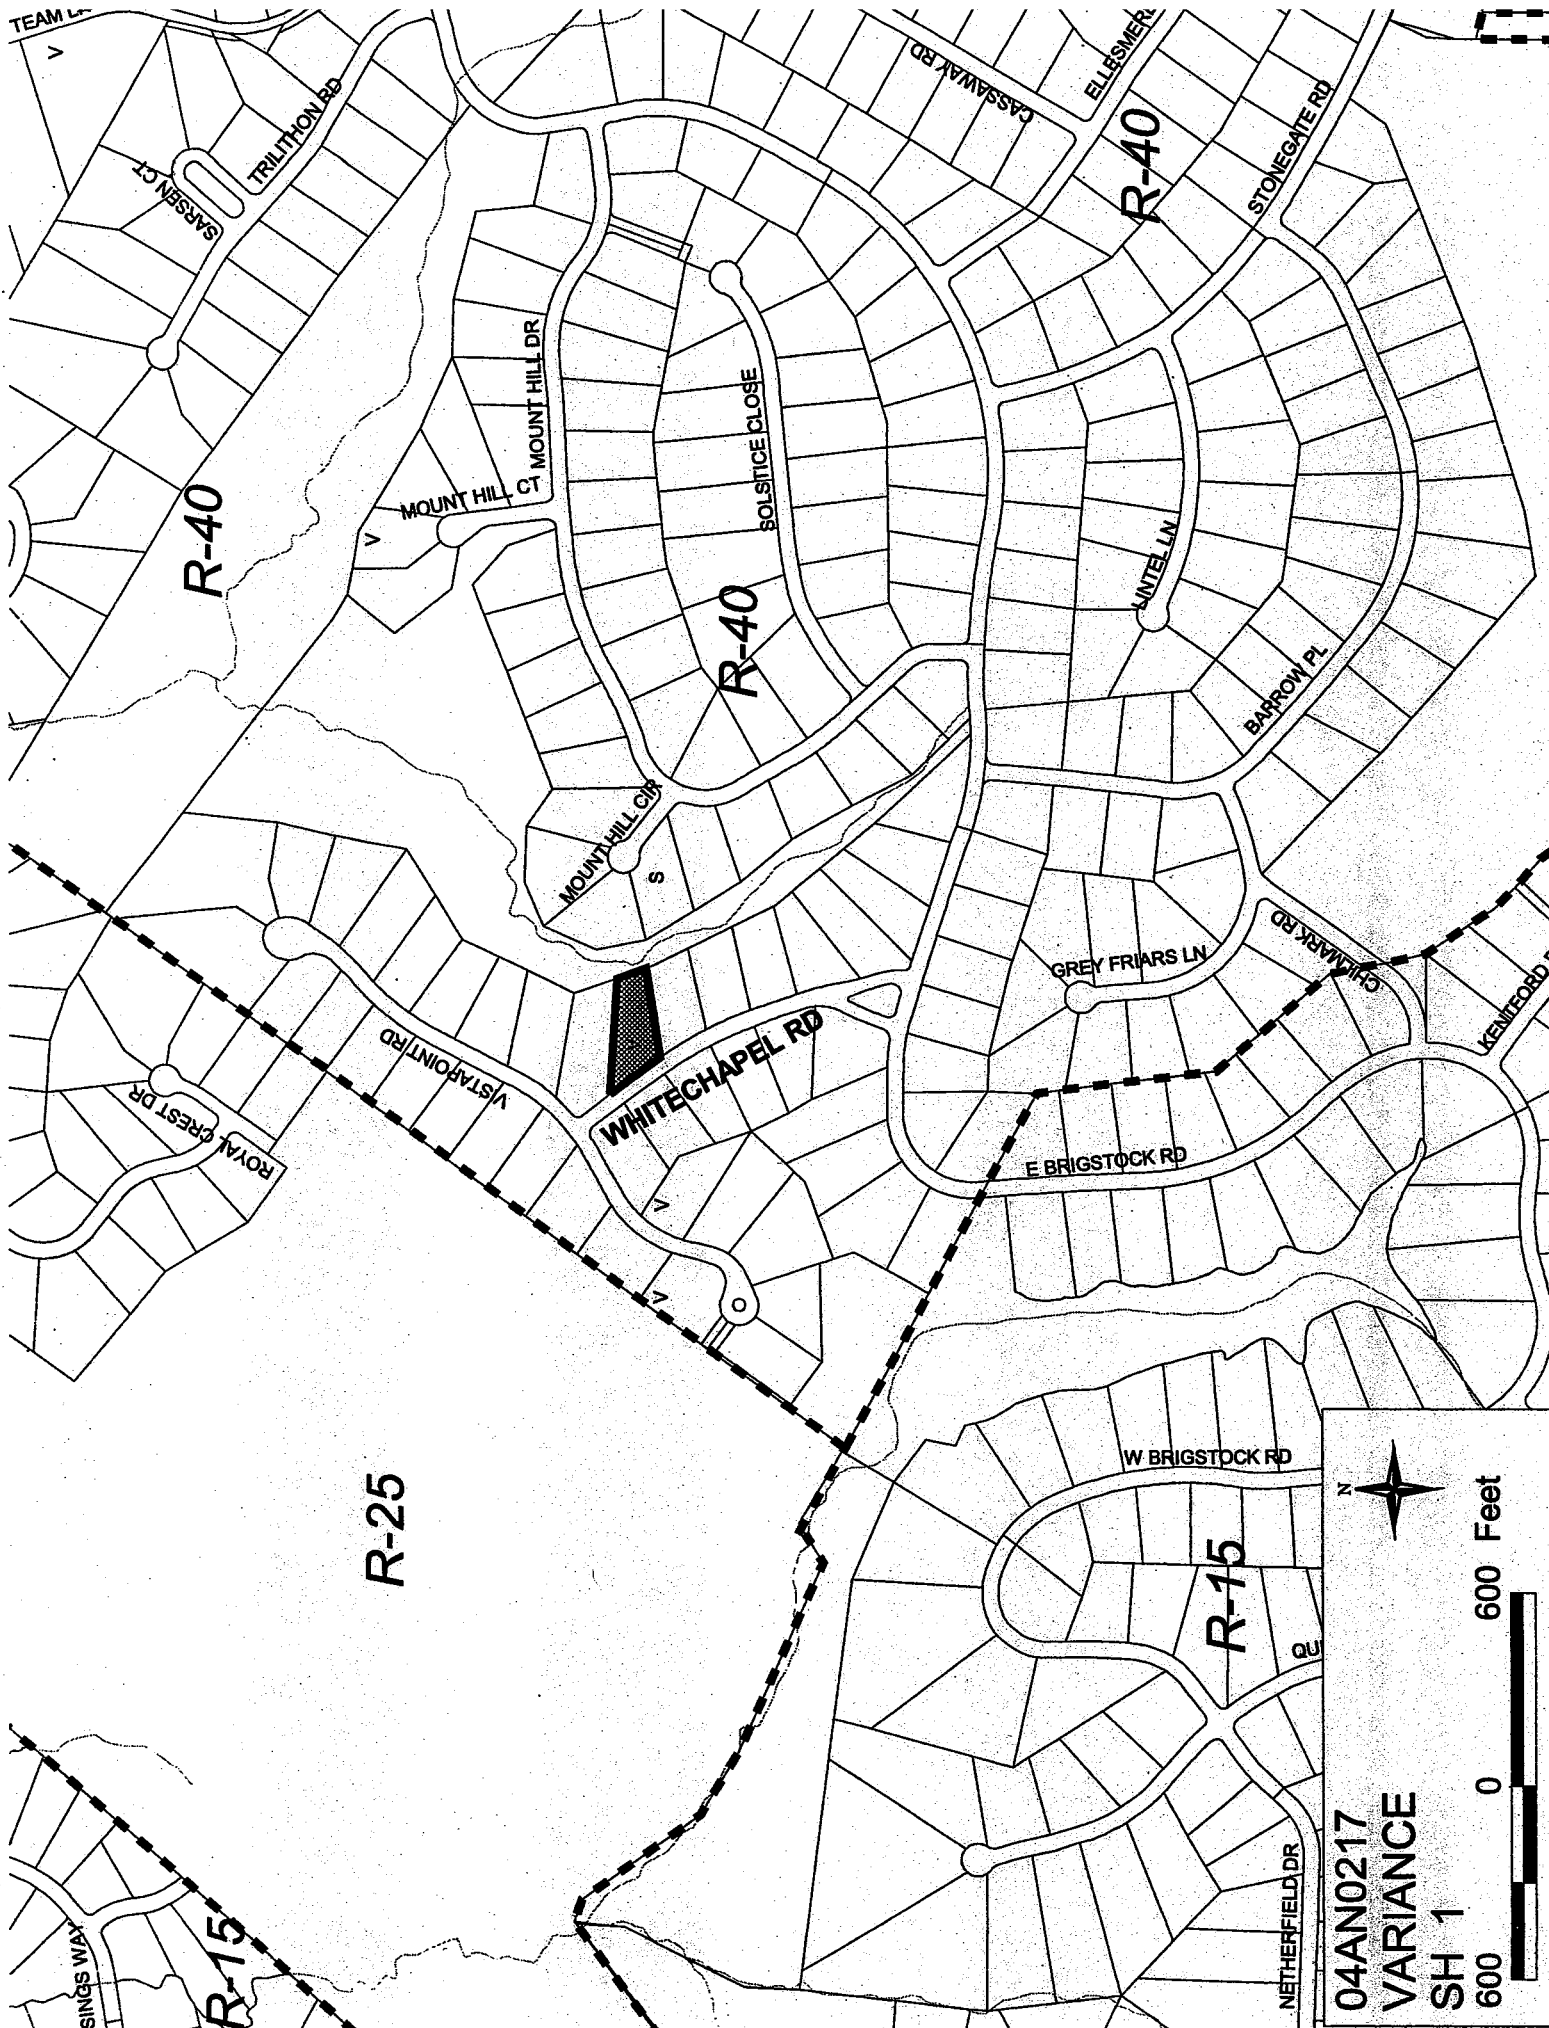 TEAM
V
SARSEN CT
TRILITHON RD
CASSAWAY RD
ELLESMERE
R-40
STONEGATE RD
MOUNT HILL DR
MOUNT HILL CT
V
R-40
SOLSTICE CLOSE
R-40
LINTEL LN
BARROW PL
MOUNT HILL CIR
S
GREY FRIARS LN
CHILMARK RD
KENTFORD
VISTAPOINT RD
WHITECHAPEL RD
ROYAL CREST DR
E BRIGSTOCK RD
V
V
R-25
W BRIGSTOCK RD
R-15
QU
NETHERFIELD DR
SINGS WAY
R-15
N
04AN0217
VARIANCE
SH 1
600 0 600 Feet